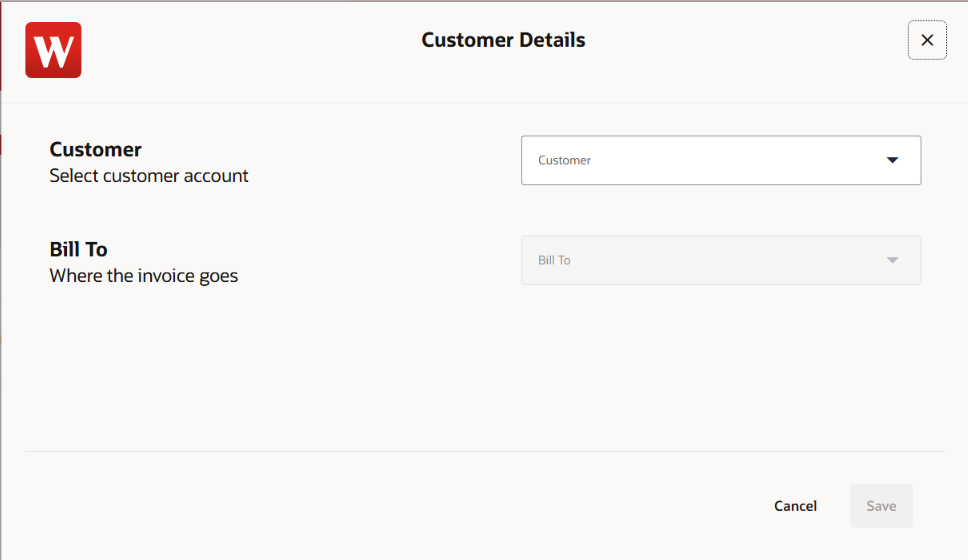 W
Customer Details
Customer
Select customer account
Customer
Bill To
Where the invoice goes
Bill To
Cancel
Save